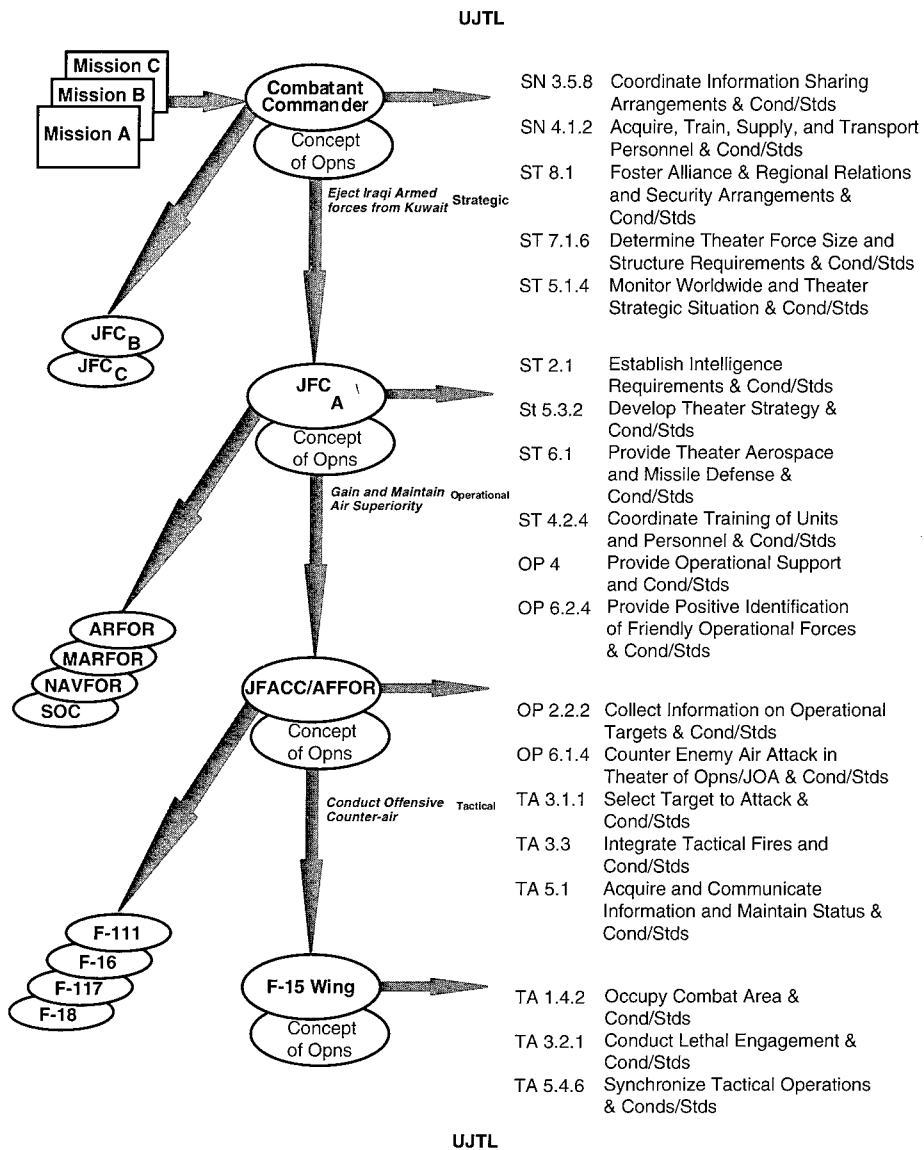 UJTL
Mission C
Mission B
Mission A
Combatant
Commander
Concept
of Opns
Eject Iraqi Armed
forces from Kuwait Strategic
SN 3.5.8 Coordinate Information Sharing
Arrangements & Cond/Stds
SN 4.1.2 Acquire, Train, Supply, and Transport
Personnel & Cond/Stds
ST 8.1 Foster Alliance & Regional Relations
and Security Arrangements &
Cond/Stds
ST 7.1.6 Determine Theater Force Size and
Structure Requirements & Cond/Stds
ST 5.1.4 Monitor Worldwide and Theater
Strategic Situation & Cond/Stds
JFC B
JFC C
JFC
A
Concept
of Opns
Gain and Maintain Operational
Air Superiority
ST 2.1 Establish Intelligence
Requirements & Cond/Stds
St 5.3.2 Develop Theater Strategy &
Cond/Stds
ST 6.1 Provide Theater Aerospace
and Missile Defense &
Cond/Stds
ST 4.2.4 Coordinate Training of Units
and Personnel & Cond/Stds
OP 4 Provide Operational Support
and Cond/Stds
OP 6.2.4 Provide Positive Identification
of Friendly Operational Forces
& Cond/Stds
ARFOR
MARFOR
NAVFOR
SOC
JFACC/AFFOR
Concept
of Opns
Conduct Offensive Tactical
Counter-air
OP 2.2.2 Collect Information on Operational
Targets & Cond/Stds
OP 6.1.4 Counter Enemy Air Attack in
Theater of Opns/JOA & Cond/Stds
TA 3.1.1 Select Target to Attack &
Cond/Stds
TA 3.3 Integrate Tactical Fires and
Cond/Stds
TA 5.1 Acquire and Communicate
Information and Maintain Status &
Cond/Stds
F-111
F-16
F-117
F-18
F-15 Wing
Concept
of Opns
TA 1.4.2 Occupy Combat Area &
Cond/Stds
TA 3.2.1 Conduct Lethal Engagement &
Cond/Stds
TA 5.4.6 Synchronize Tactical Operations
& Conds/Stds
UJTL